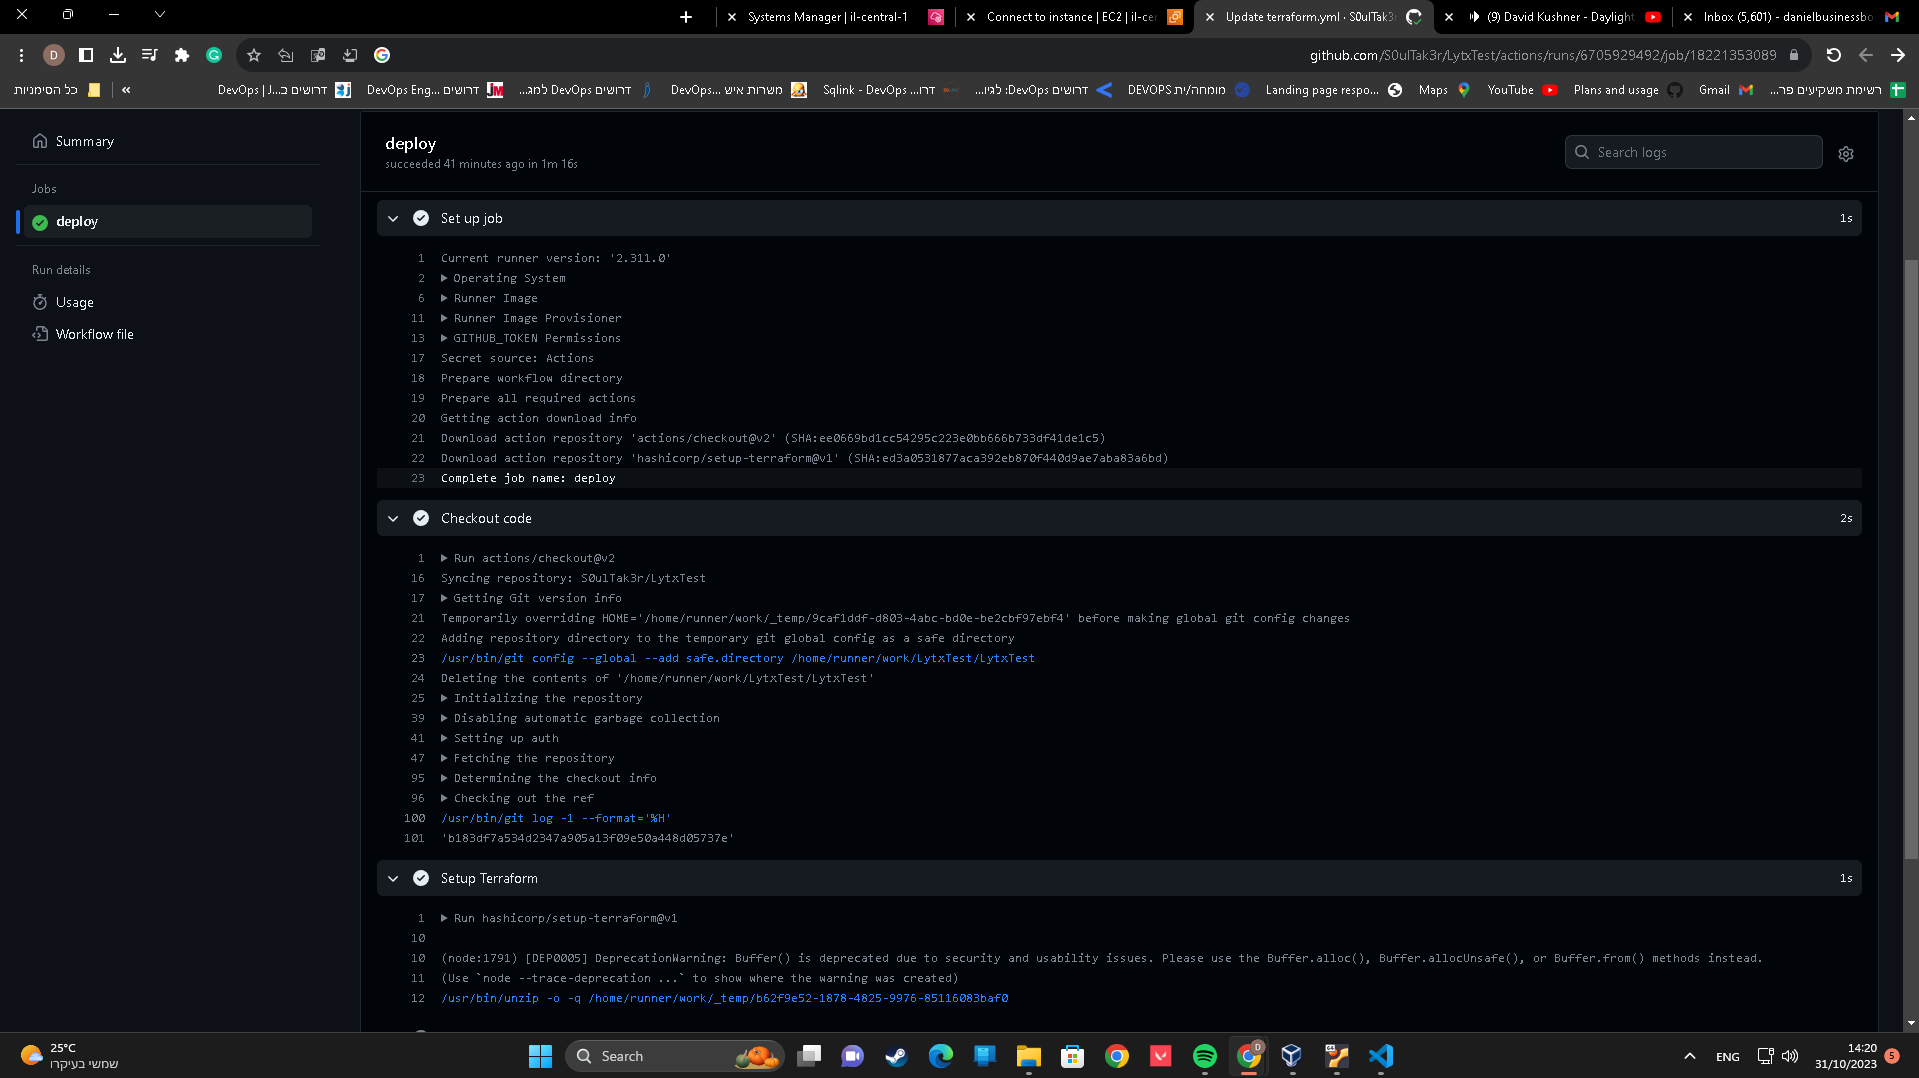 Systems Manager | il-central-1
Connect to instance | EC2 | il-cer
Update terraform.yml · S0ulTak3r
(9) David Kushner - Daylight
Inbox (5,601) - danielbusinessbo
D
github.com/S0ulTak3r/LytxTest/actions/runs/6705929492/job/18221353089
כל הסימניות
«
דרושים ב...DevOps | J
דרושים ...DevOps Eng
דרושים DevOps למג...
משרות איש ...DevOps
דרו... Sqlink - DevOps
דרושים DevOps: לגיו...
מומחה/ית DEVOPS
Landing page respo...
Maps
YouTube
Plans and usage
Gmail
רשימת משקיעים פר...
Summary
Jobs
deploy
Run details
Usage
Workflow file
deploy
succeeded 41 minutes ago in 1m 16s
Search logs
Set up job
1s
1 Current runner version: '2.311.0'
2 Operating System
6 Runner Image
11 Runner Image Provisioner
13 GITHUB_TOKEN Permissions
17 Secret source: Actions
18 Prepare workflow directory
19 Prepare all required actions
20 Getting action download info
21 Download action repository 'actions/checkout@v2' (SHA:ee0669bd1cc54295c223e0bb666b733df41de1c5)
22 Download action repository 'hashicorp/setup-terraform@v1' (SHA:ed3a0531877aca392eb870f440d9ae7aba83a6bd)
23 Complete job name: deploy
Checkout code
2s
1 Run actions/checkout@v2
16 Syncing repository: S0ulTak3r/LytxTest
17 Getting Git version info
21 Temporarily overriding HOME='/home/runner/work/_temp/9caf1ddf-d803-4abc-bd0e-be2cbf97ebf4' before making global git config changes
22 Adding repository directory to the temporary git global config as a safe directory
23 /usr/bin/git config --global --add safe.directory /home/runner/work/LytxTest/LytxTest
24 Deleting the contents of '/home/runner/work/LytxTest/LytxTest'
25 Initializing the repository
39 Disabling automatic garbage collection
41 Setting up auth
47 Fetching the repository
95 Determining the checkout info
96 Checking out the ref
100 /usr/bin/git log -1 --format='%H'
101 'b183df7a534d2347a905a13f09e50a448d05737e'
Setup Terraform
1s
1 Run hashicorp/setup-terraform@v1
10
10 (node:1791) [DEP0005] DeprecationWarning: Buffer() is deprecated due to security and usability issues. Please use the Buffer.alloc(), Buffer.allocUnsafe(), or Buffer.from() methods instead.
11 (Use `node --trace-deprecation ...` to show where the warning was created)
12 /usr/bin/unzip -o -q /home/runner/work/_temp/b62f9e52-1878-4825-9976-85116083baf0
25°C
שמשי בעיקרו
Search
ENG
14:20
31/10/2023
5